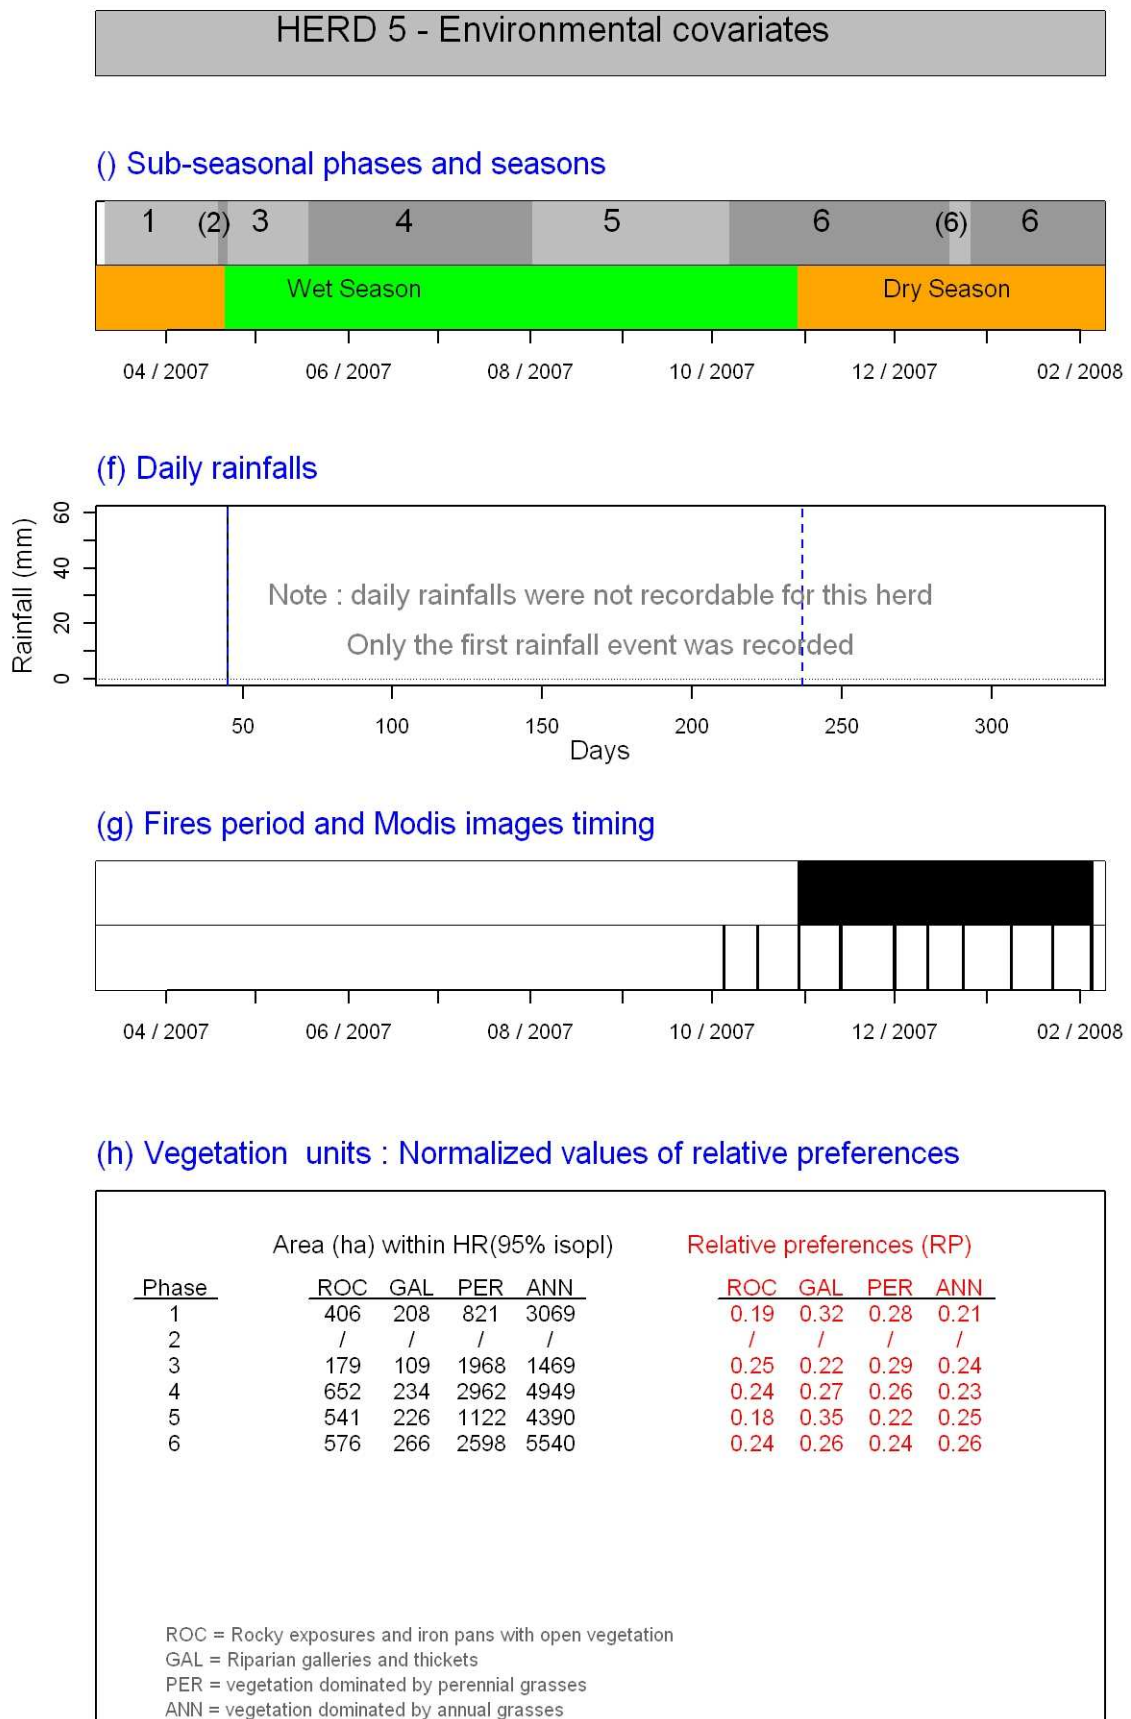 HERD 5 - Environmental covariates
() Sub-seasonal phases and seasons
1 (2) 3 4 5 6 (6) 6
Wet Season Dry Season
04 / 2007 06 / 2007 08 / 2007 10 / 2007 12 / 2007 02 / 2008
(f) Daily rainfalls
Rainfall (mm)
60
40
20
0
Note : daily rainfalls were not recordable for this herd
Only the first rainfall event was recorded
50 100 150 200 250 300
Days
(g) Fires period and Modis images timing
04 / 2007 06 / 2007 08 / 2007 10 / 2007 12 / 2007 02 / 2008
(h) Vegetation units : Normalized values of relative preferences
Area (ha) within HR(95% isopl) Relative preferences (RP)
Phase ROC GAL PER ANN ROC GAL PER ANN
1 406 208 821 3069 0.19 0.32 0.28 0.21
2 / / / / / / / /
3 179 109 1968 1469 0.25 0.22 0.29 0.24
4 652 234 2962 4949 0.24 0.27 0.26 0.23
5 541 226 1122 4390 0.18 0.35 0.22 0.25
6 576 266 2598 5540 0.24 0.26 0.24 0.26
ROC = Rocky exposures and iron pans with open vegetation
GAL = Riparian galleries and thickets
PER = vegetation dominated by perennial grasses
ANN = vegetation dominated by annual grasses